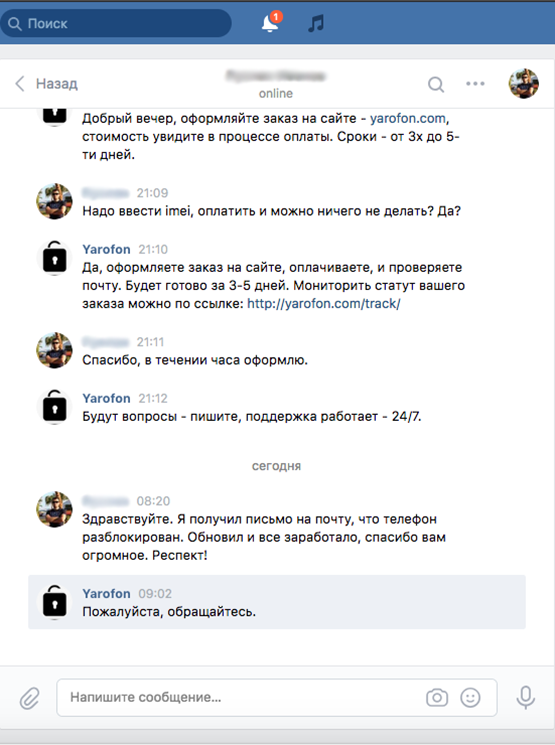 Поиск
1
Назад
online
Добрый вечер, оформляйте заказ на сайте - yarofon.com,
стоимость увидите в процессе оплаты. Сроки - от 3х до 5-
ти дней.
21:09
Надо ввести imei, оплатить и можно ничего не делать? Да?
Yarofon 21:10
Да, оформляете заказ на сайте, оплачиваете, и проверяете
почту. Будет готово за 3-5 дней. Мониторить статут вашего
заказа можно по ссылке: http://yarofon.com/track/
21:11
Спасибо, в течении часа оформлю.
Yarofon 21:12
Будут вопросы - пишите, поддержка работает - 24/7.
сегодня
08:20
Здравствуйте. Я получил письмо на почту, что телефон
разблокирован. Обновил и все заработало, спасибо вам
огромное. Респект!
Yarofon 09:02
Пожалуйста, обращайтесь.
Напишите сообщение...